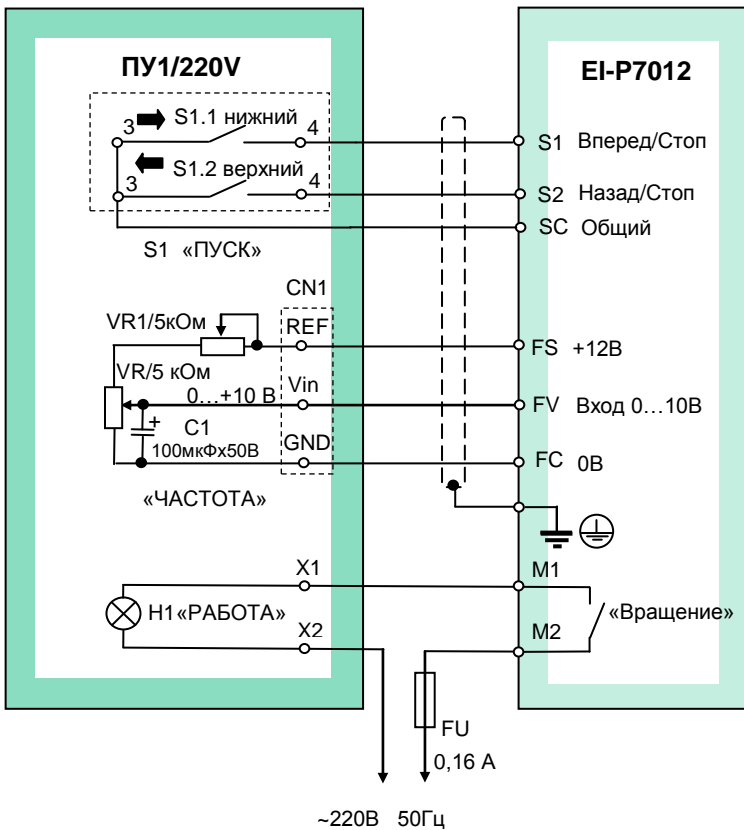 ПУ1/220V
EI-P7012
3
S1.1 нижний
4
S1 Вперед/Стоп
3
S1.2 верхний
4
S2 Назад/Стоп
SC Общий
S1 «ПУСК»
CN1
VR1/5кОм
REF
FS +12В
VR/5 кОм
0...+10 В
Vin
FV Вход 0...10В
+
C1
100мкФх50В
GND
FC 0В
«ЧАСТОТА»
X1
M1
H1«РАБОТА»
«Вращение»
X2
M2
FU
0,16 А
~220В 50Гц